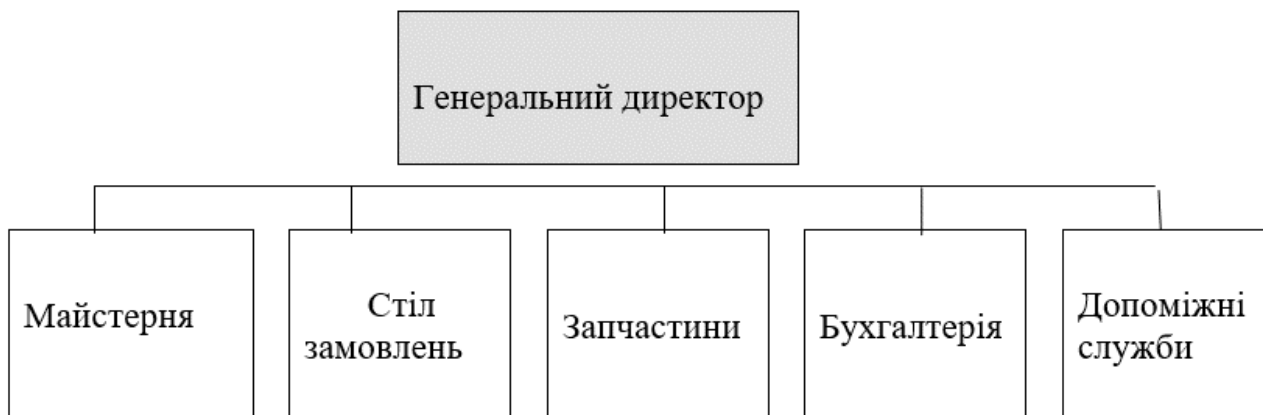 Генеральний директор
Майстерня
Стіл
замовлень
Запчастини
Бухгалтерія
Допоміжні
служби